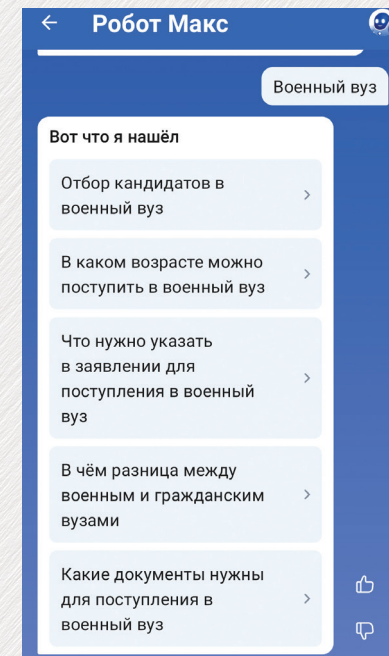 Робот Макс
Военный вуз
Вот что я нашёл
Отбор кандидатов в
военный вуз
В каком возрасте можно
поступить в военный вуз
Что нужно указать
в заявлении для
поступления в военный
вуз
В чём разница между
военным и гражданским
вузами
Какие документы нужны
для поступления в
военный вуз